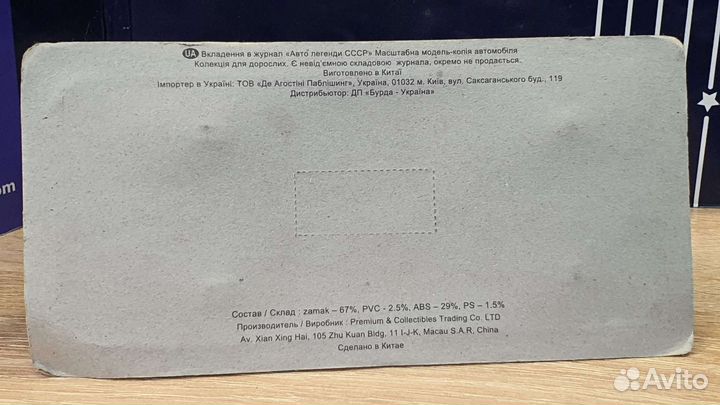 UA Вкладення в журнал «Авто легенди СССР» Масштабна модель-копія автомобіля
Колекція для дорослих. Є невід'ємною складовою журнала, окремо не продається.
Виготовлено в Китаї
Імпортер в Україні: ТОВ «Де Агостіні Паблішинг», Україна, 01032 м. Київ, вул. Саксаганського буд., 119
Дистрибьютор: ДП «Бурда - Україна»
om
Состав / Склад : zamak – 67%, PVC - 2.5%, ABS – 29%, PS – 1.5%
Производитель / Виробник : Premium & Collectibles Trading Co. LTD
Av. Xian Xing Hai, 105 Zhu Kuan Bldg, 11 I-J-K, Macau S.A.R, China
Сделано в Китае
Avito